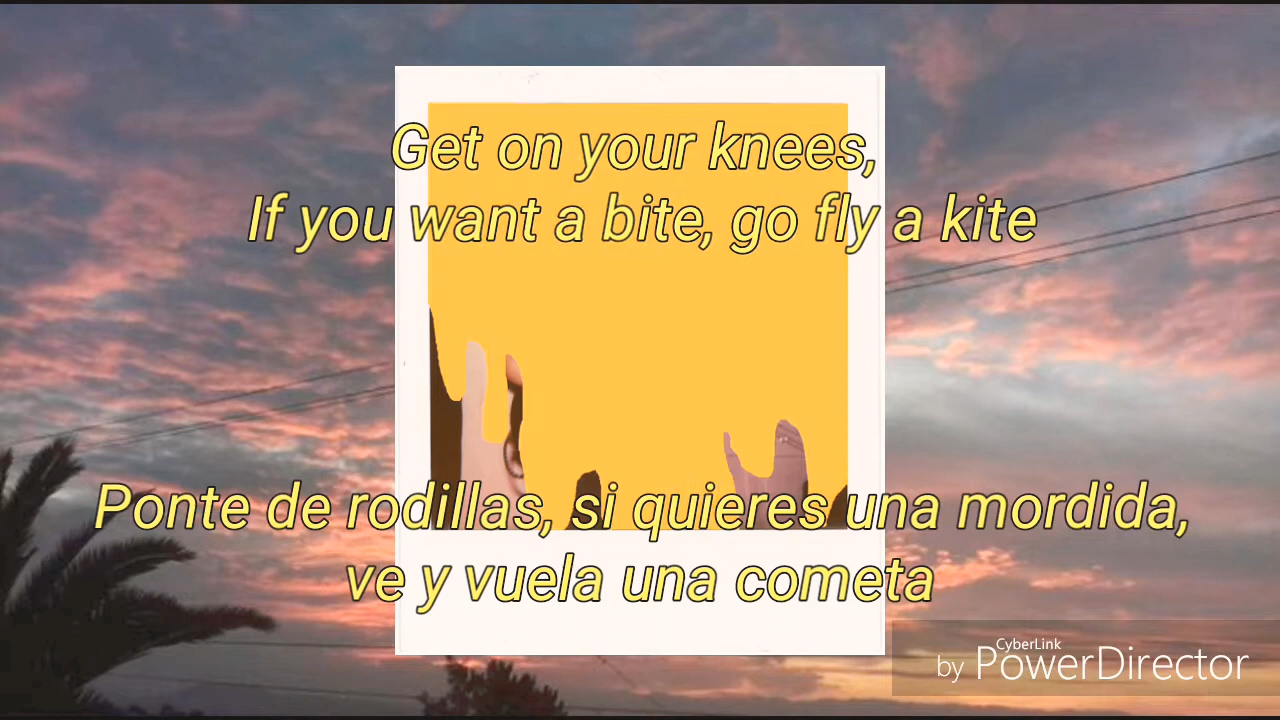 Get on your knees,
If you want a bite, go fly a kite
Ponte de rodillas, si quieres una mordida,
ve y vuela una cometa
CyberLink
by PowerDirector